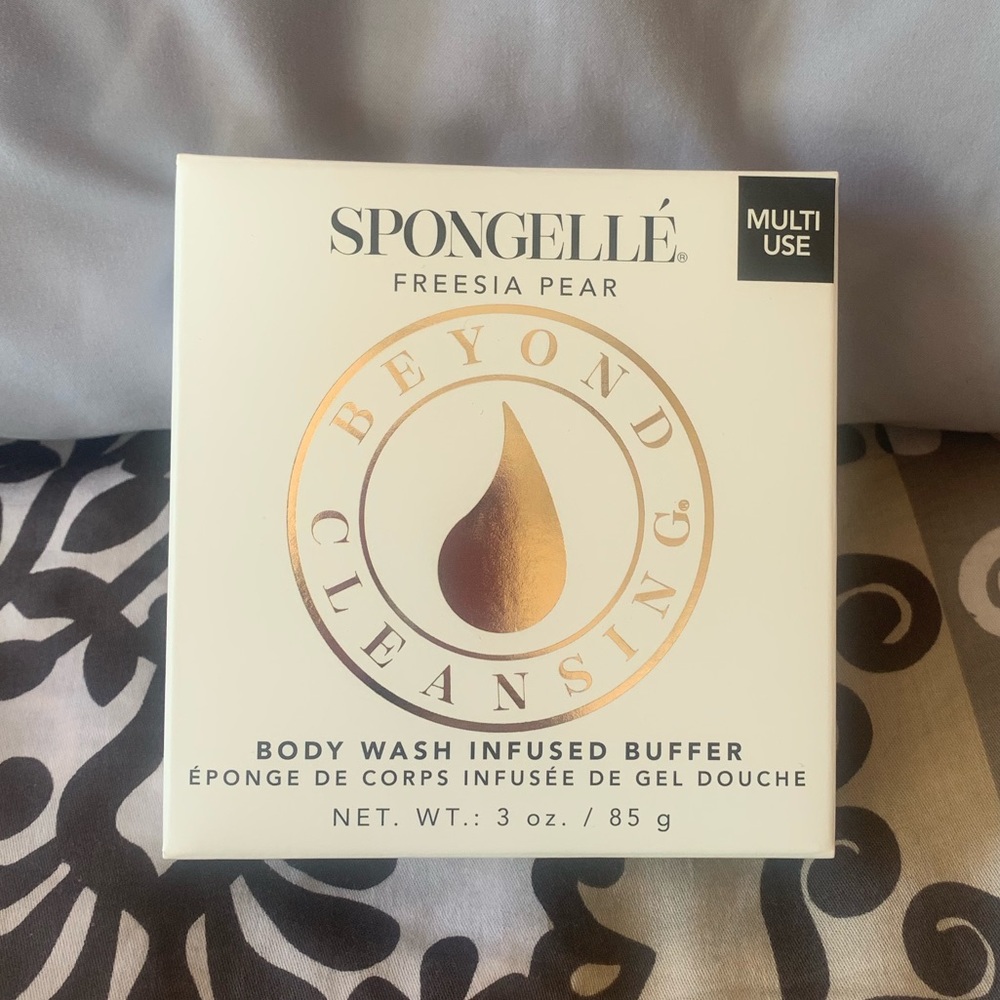 SPONGELLÉ®
FREESIA PEAR
MULTI
USE
BEYOND
CLEANSING.®
BODY WASH INFUSED BUFFER
ÉPONGE DE CORPS INFUSÉE DE GEL DOUCHE
NET. WT.: 3 oz. / 85 g